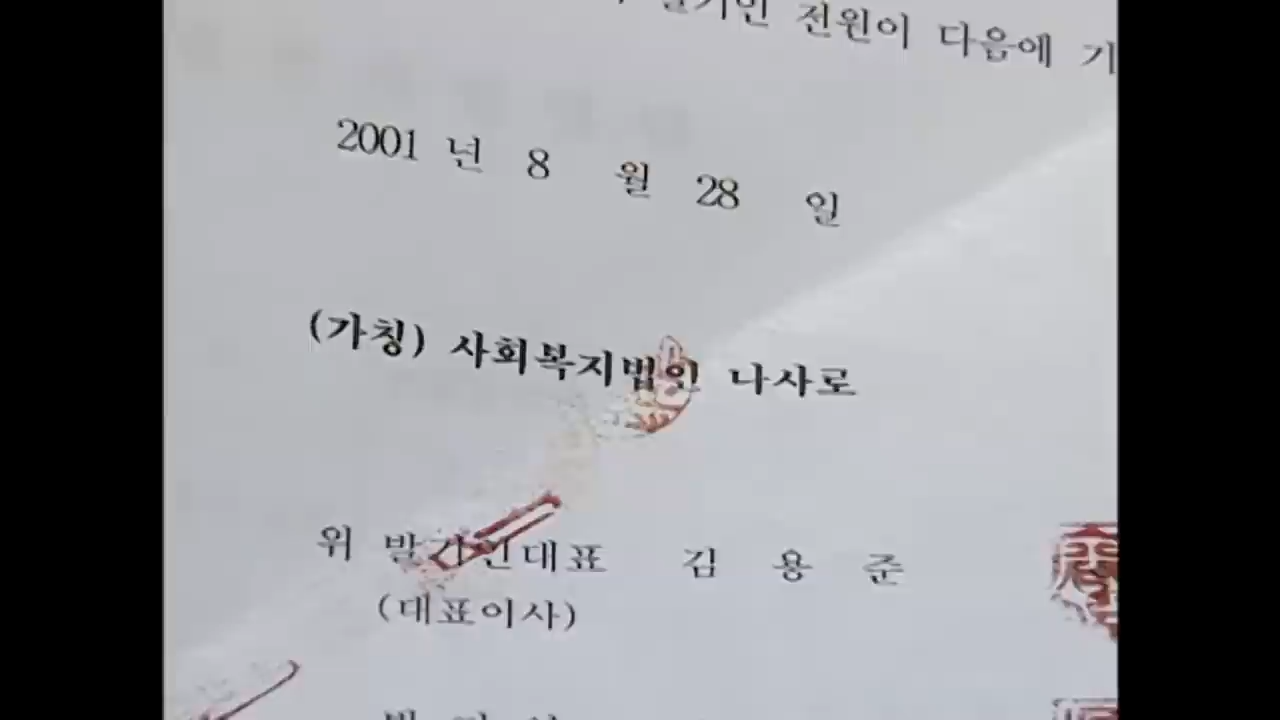 전원이 다음에
2001 년 8 월 28 일
(가칭) 사회복지법인 나사로
위 발기인대표 김 용 준
(대표이사)